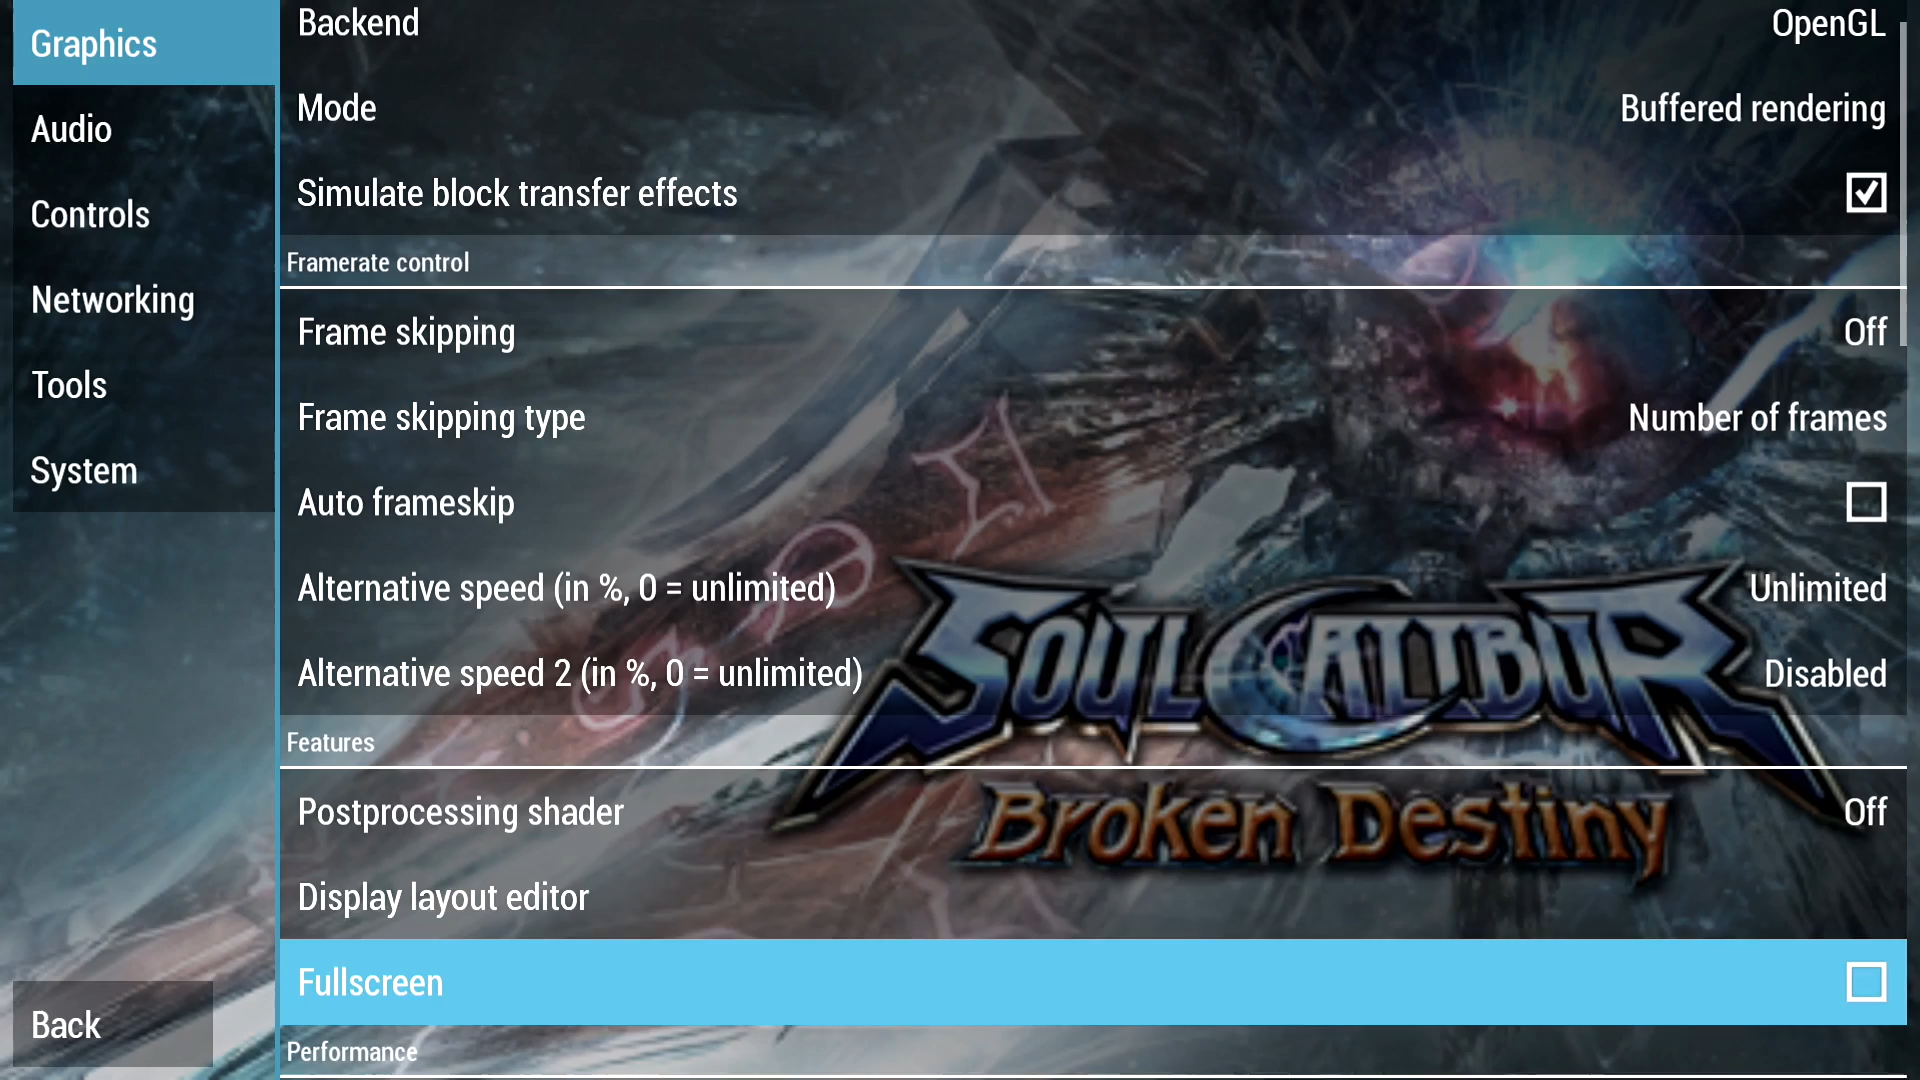 Graphics
Audio
Controls
Networking
Tools
System
Back
Backend OpenGL
Mode Buffered rendering
Simulate block transfer effects
Framerate control
Frame skipping Off
Frame skipping type Number of frames
Auto frameskip
Alternative speed (in %, 0 = unlimited) Unlimited
Alternative speed 2 (in %, 0 = unlimited) Disabled
Features
Postprocessing shader Off
Display layout editor
Fullscreen
Performance
SOULCALIBUR
Broken Destiny